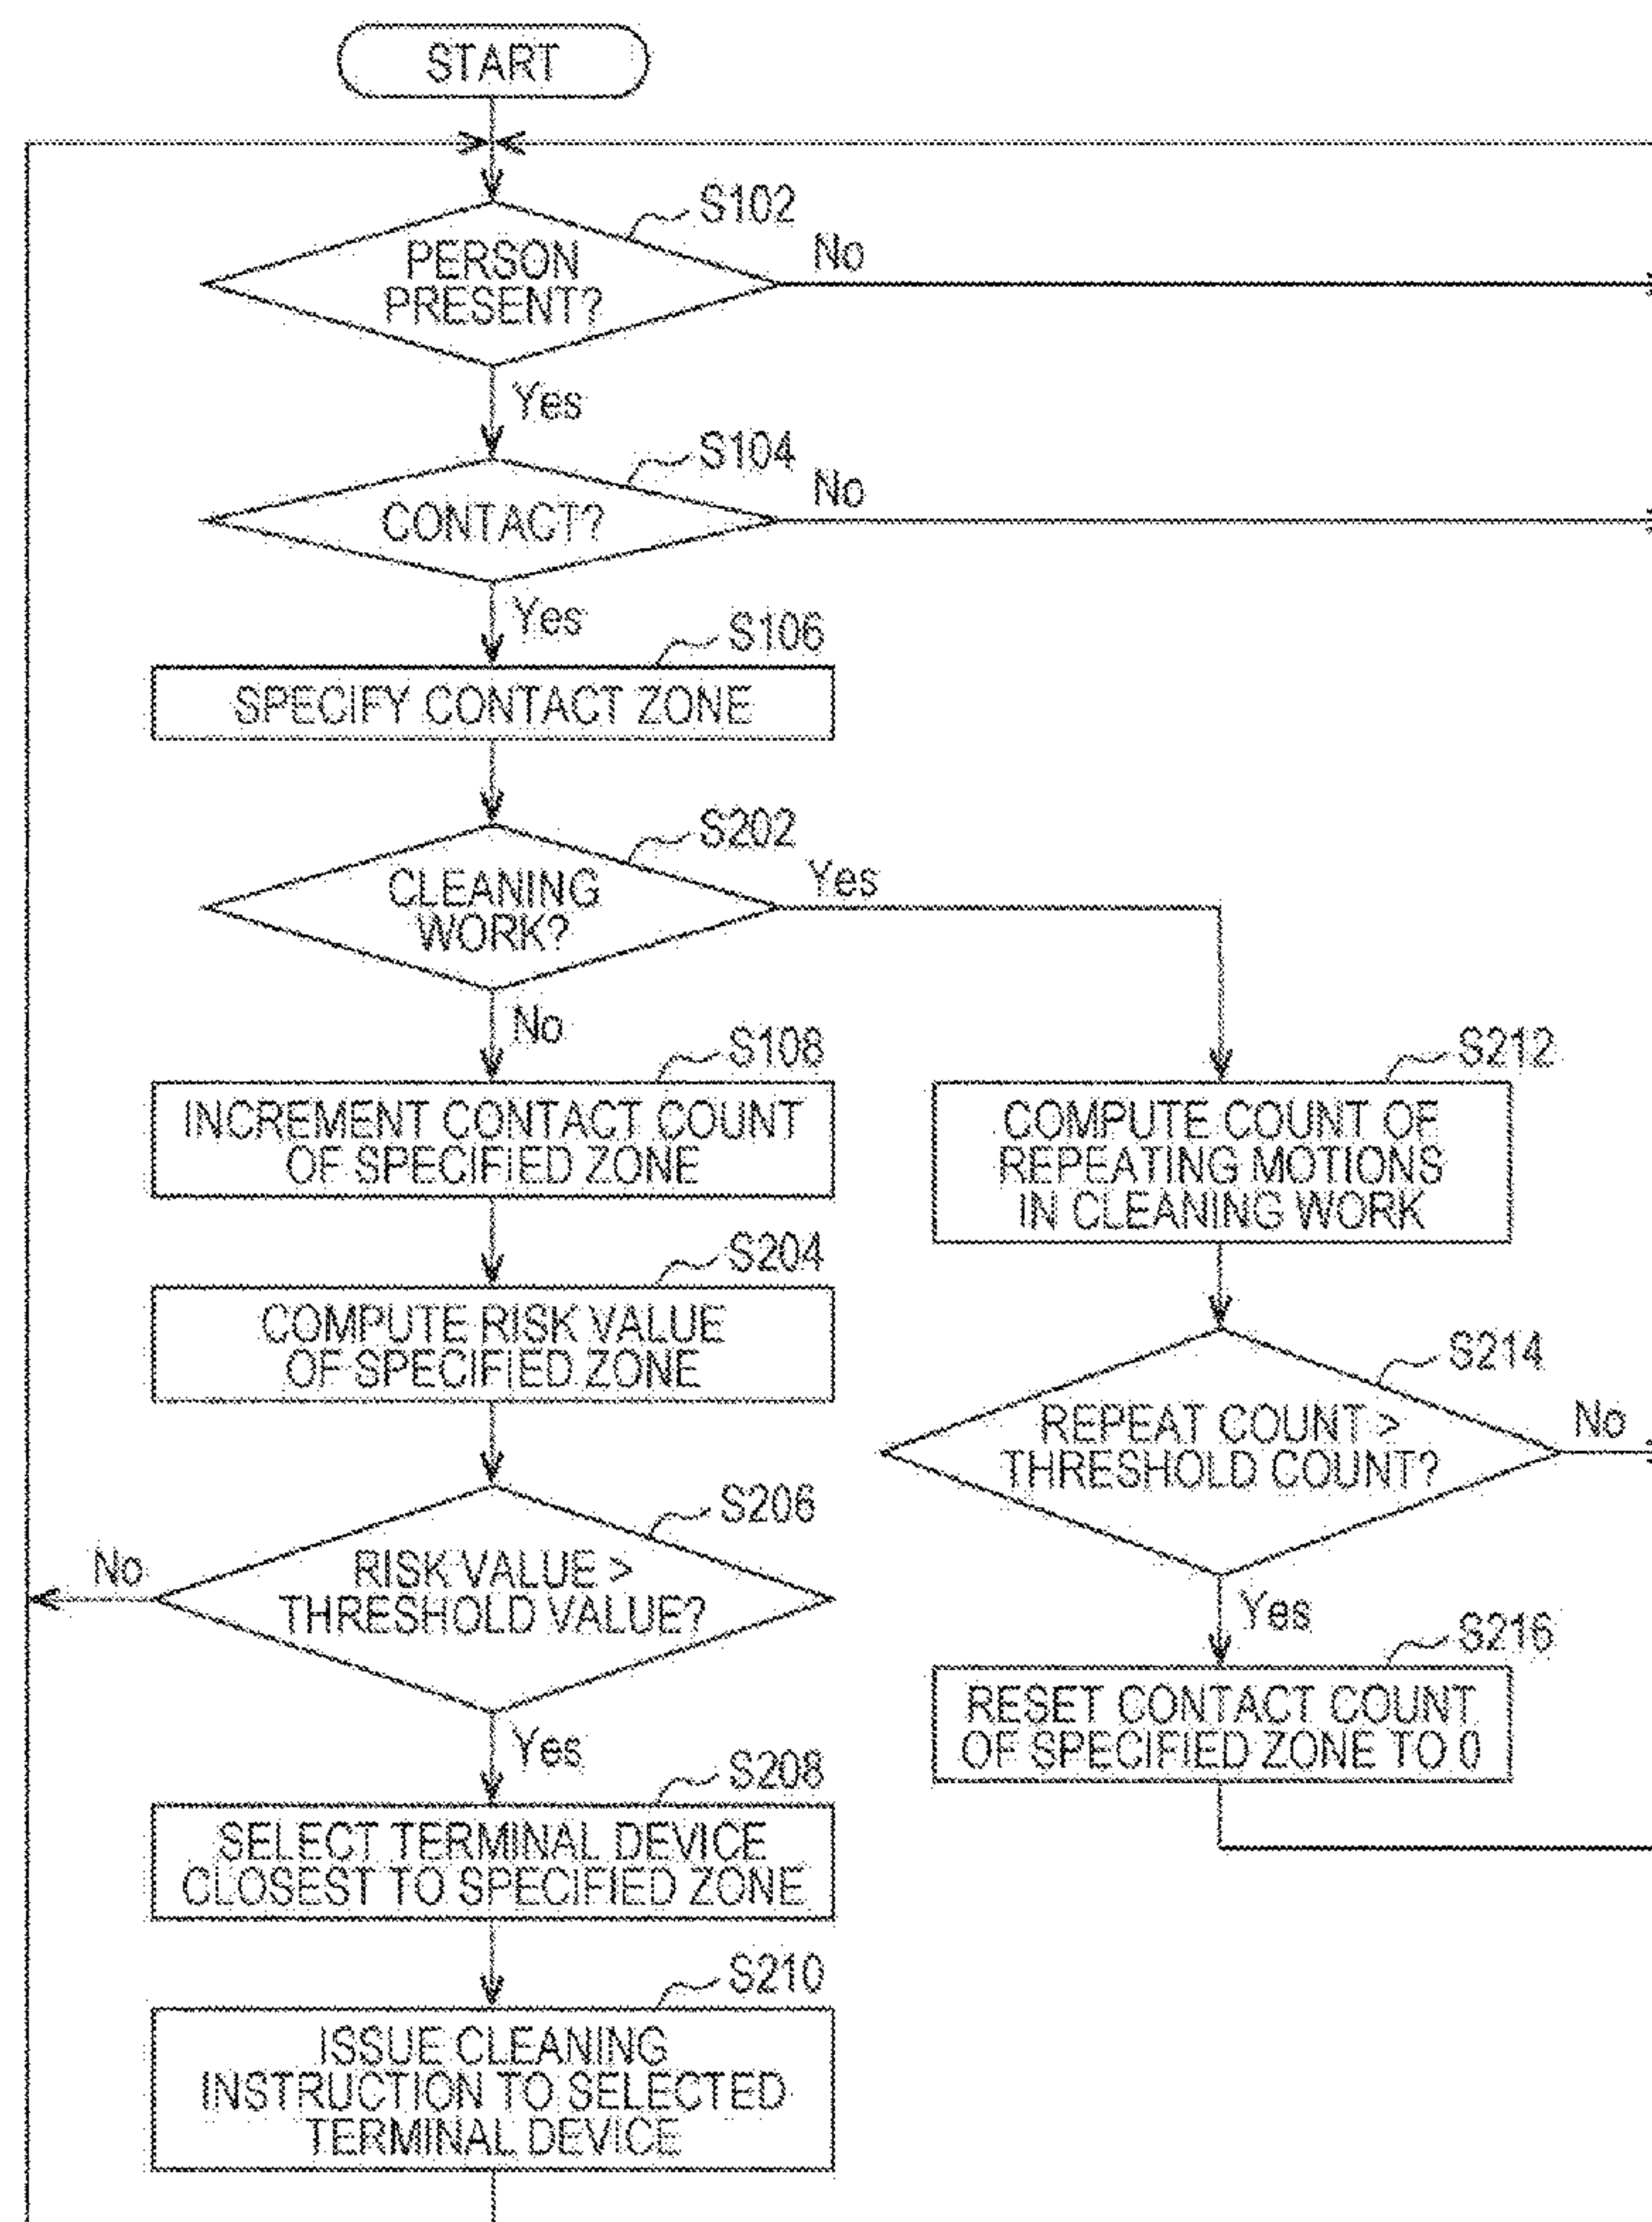 START
S102
PERSON
PRESENT?
No
Yes
S104
CONTACT?
No
Yes
S106
SPECIFY CONTACT ZONE
S202
CLEANING
WORK?
Yes
No
S108
INCREMENT CONTACT COUNT
OF SPECIFIED ZONE
S204
COMPUTE RISK VALUE
OF SPECIFIED ZONE
S206
RISK VALUE >
THRESHOLD VALUE?
No
Yes
S208
SELECT TERMINAL DEVICE
CLOSEST TO SPECIFIED ZONE
S210
ISSUE CLEANING
INSTRUCTION TO SELECTED
TERMINAL DEVICE
S212
COMPUTE COUNT OF
REPEATING MOTIONS
IN CLEANING WORK
S214
REPEAT COUNT >
THRESHOLD COUNT?
No
Yes
S216
RESET CONTACT COUNT
OF SPECIFIED ZONE TO 0